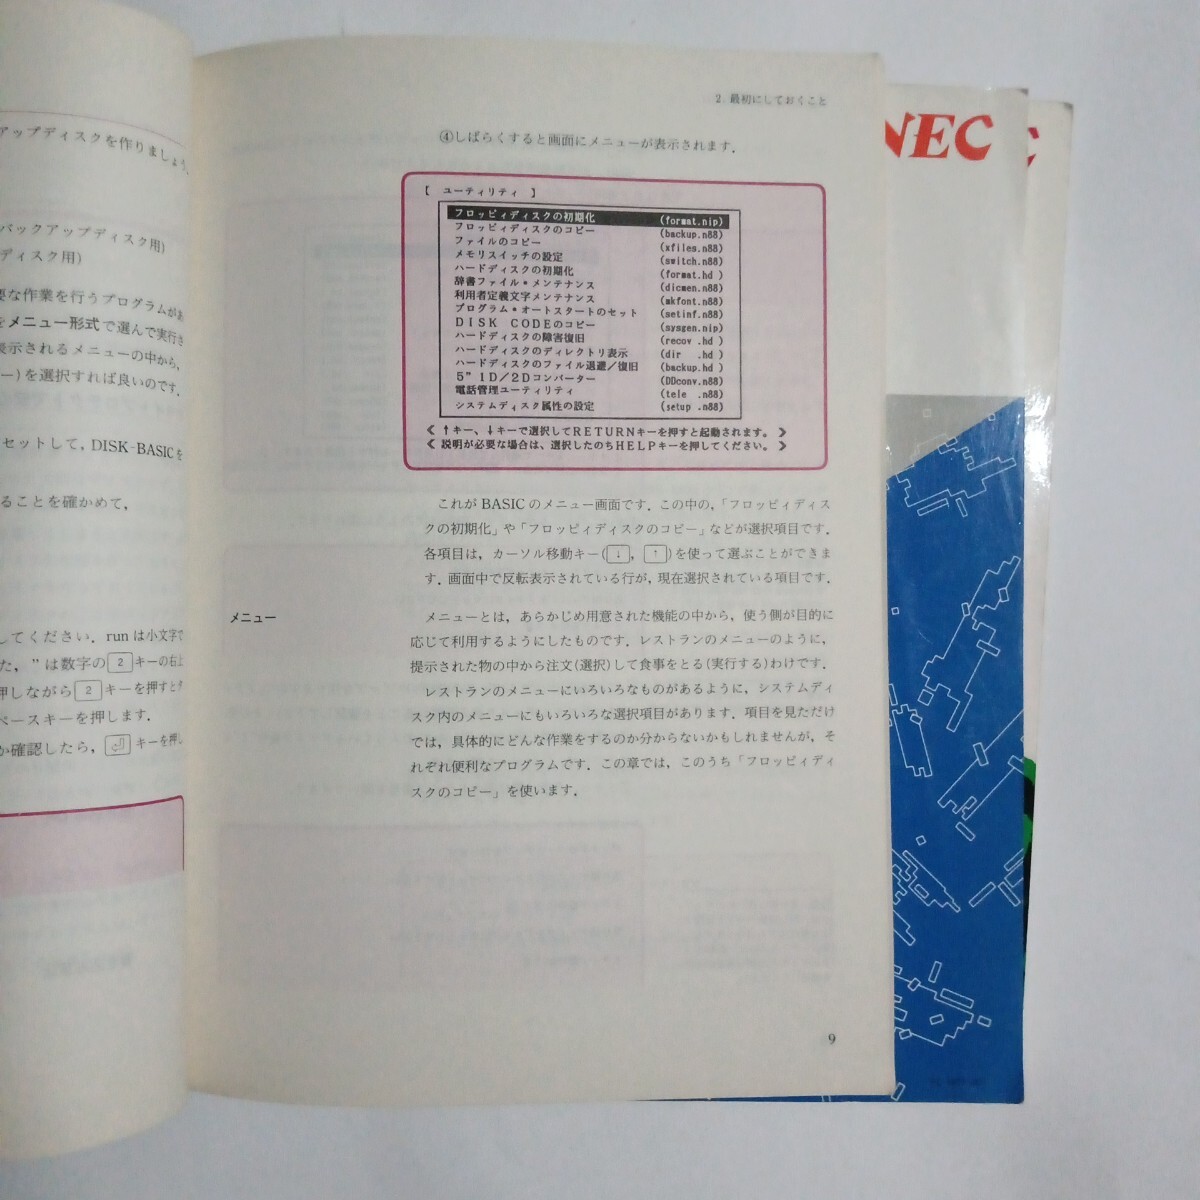 アップディスクを作りましょう.
バックアップディスク用)
ディスク用)
要な作業を行うプログラムがあ
をメニュー形式で選んで実行き
表示されるメニューの中から,
ー)を選択すれば良いのです.
セットして, DISK-BASICを
ることを確かめて,
してください. run は小文字で
た, ” は数字の 2 キーの右上
押しながら 2 キーを押すとタ
ペースキーを押します.
か確認したら, キーを押し
2. 最初にしておくこと
④しばらくすると画面にメニューが表示されます.
【 ユーティリティ 】
フロッピィディスクの初期化 (format.nip)
フロッピィディスクのコピー (backup.n88)
ファイルのコピー (xfiles.n88)
メモリスイッチの設定 (switch.n88)
ハードディスクの初期化 (format.hd )
辞書ファイル・メンテナンス (dicmen.n88)
利用者定義文字メンテナンス (mkfont.n88)
プログラム・オートスタートのセット (setinf.n88)
DISK CODEのコピー (sysgen.nip)
ハードディスクの障害復旧 (recov .hd )
ハードディスクのディレクトリ表示 (dir .hd )
ハードディスクのファイル退避/復旧 (backup.hd )
5" 1D/2Dコンバーター (DDconv.n88)
電話管理ユーティリティ (tele .n88)
システムディスク属性の設定 (setup .n88)
《 ↑キー、↓キーで選択してRETURNキーを押すと起動されます。 》
《 説明が必要な場合は、選択したのちHELPキーを押してください。 》
これが BASIC のメニュー画面です. この中の, 「フロッピィディス
クの初期化」や「フロッピィディスクのコピー」などが選択項目です.
各項目は, カーソル移動キー(↓, ↑)を使って選ぶことができま
す. 画面中で反転表示されている行が, 現在選択されている項目です.
メニュー
メニューとは, あらかじめ用意された機能の中から, 使う側が目的に
応じて利用するようにしたものです. レストランのメニューのように,
提示された物の中から注文(選択)して食事をとる(実行する)わけです.
レストランのメニューにいろいろなものがあるように, システムディ
スク内のメニューにもいろいろな選択項目があります. 項目を見ただけ
では, 具体的にどんな作業をするのか分からないかもしれませんが, そ
れぞれ便利なプログラムです. この章では, このうち「フロッピィディ
スクのコピー」を使います.
9
NEC
C